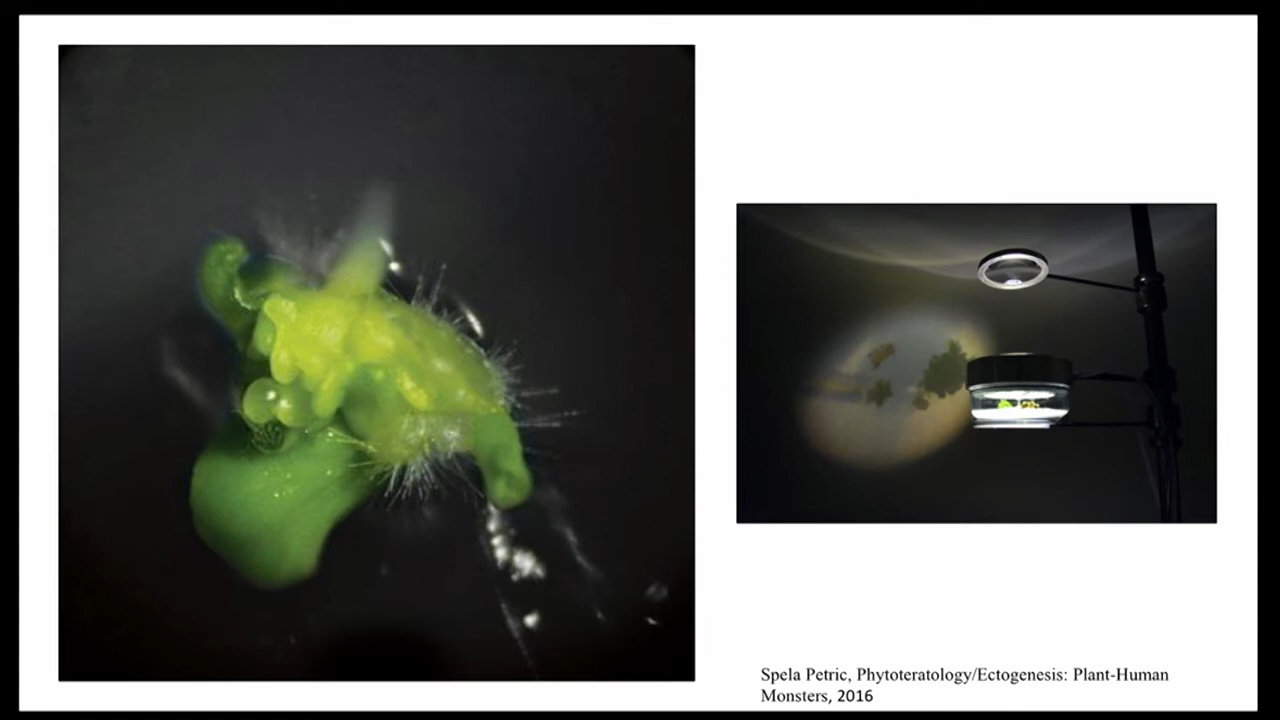 Spela Petric, Phytoteratology/Ectogenesis: Plant-Human
Monsters, 2016